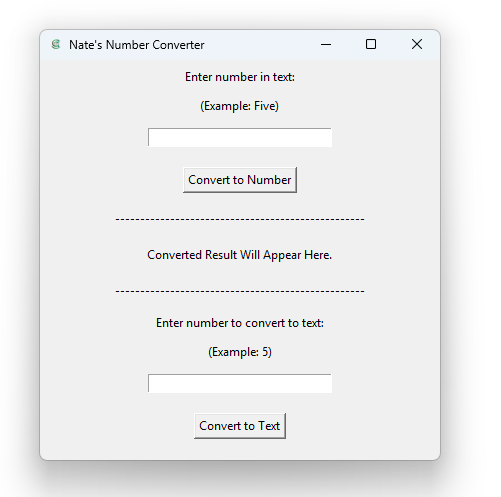 Nate's Number Converter
Enter number in text:
(Example: Five)
Convert to Number
--------------------------------------------------
Converted Result Will Appear Here.
--------------------------------------------------
Enter number to convert to text:
(Example: 5)
Convert to Text